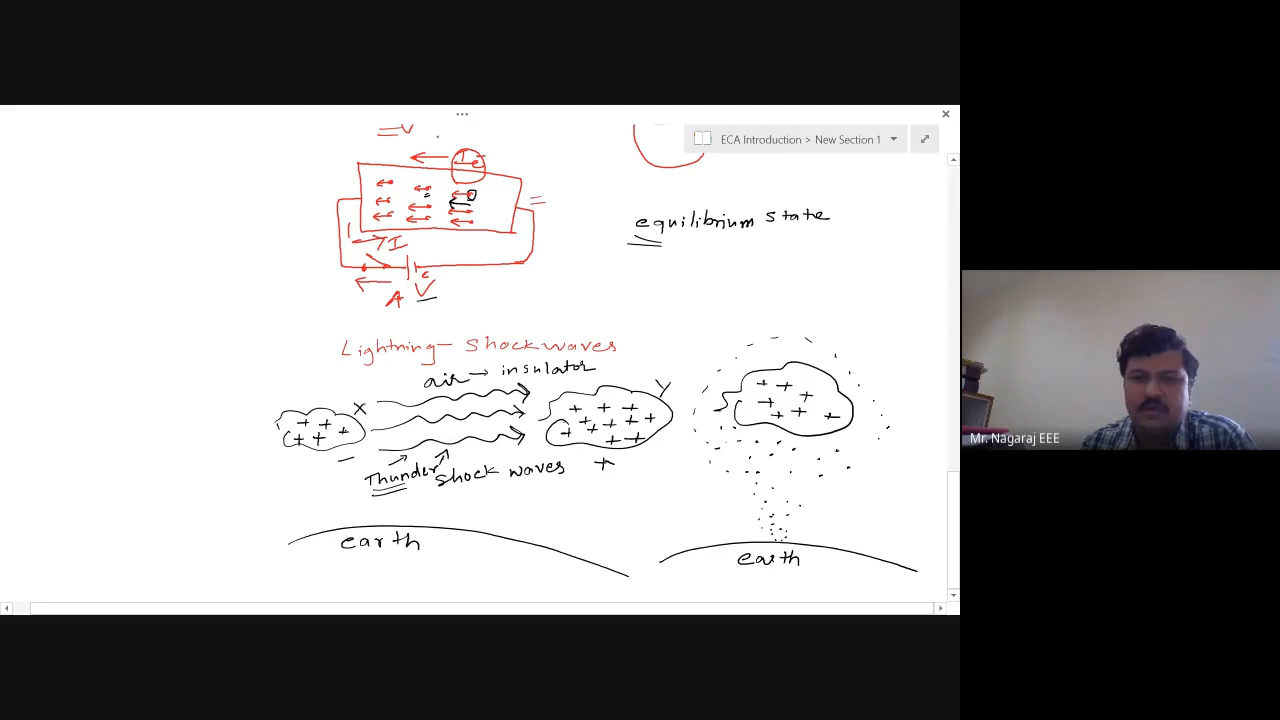 ECA Introduction > New Section 1
V
I e-
equilibrium state
I
A V
Lightning- Shockwaves
air → insulator
X
Y
-
+
Thunder
Shock waves
earth
earth
Mr. Nagaraj EEE